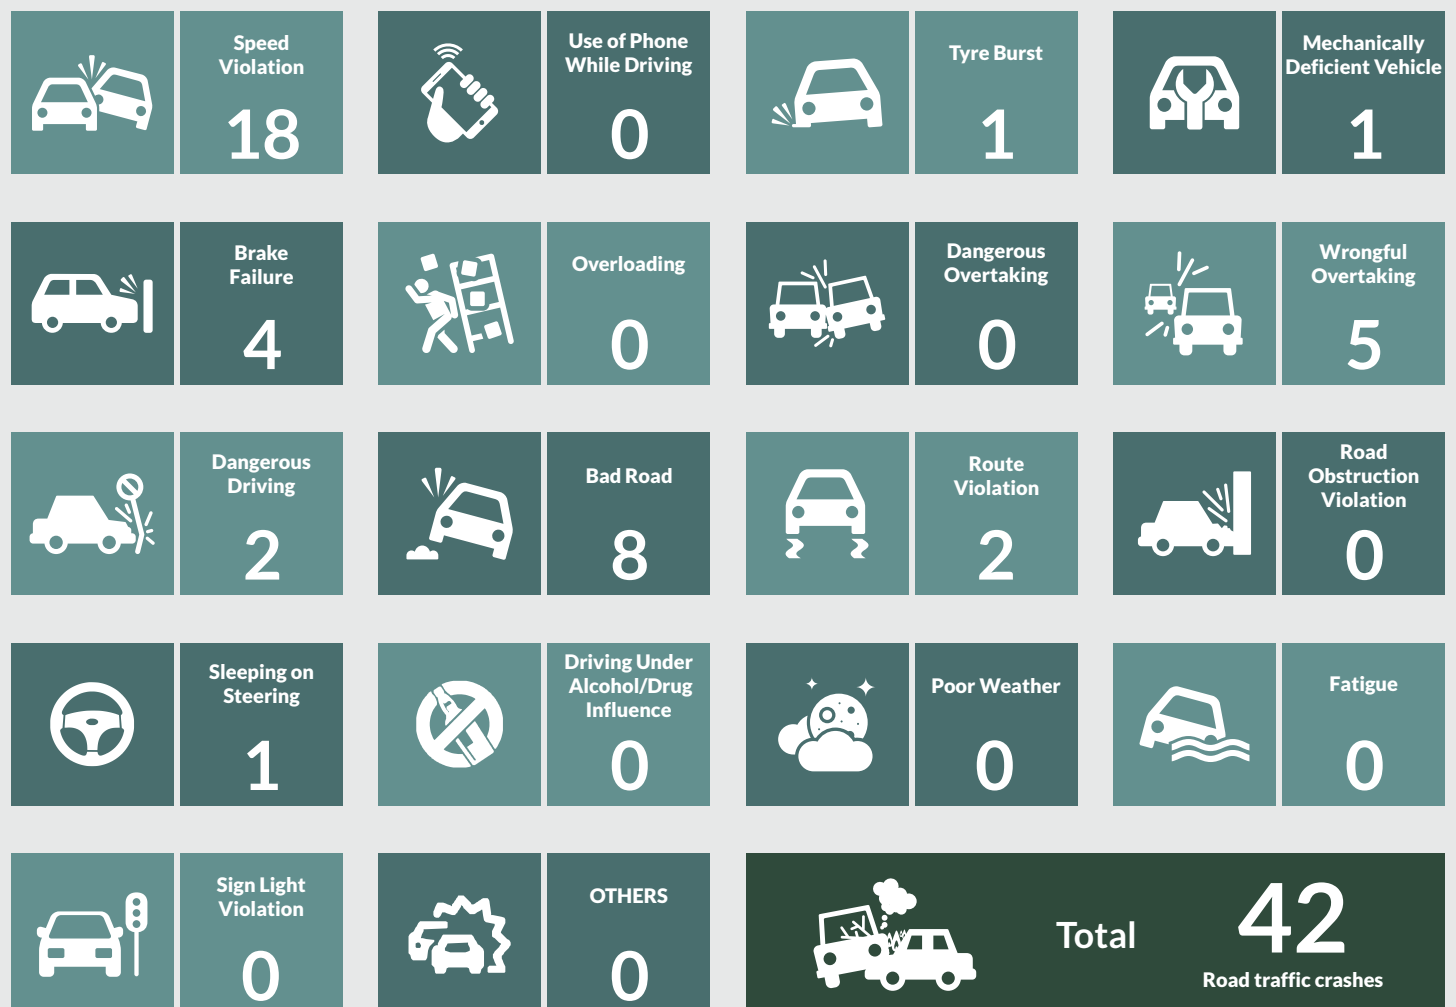 Speed
Violation
18
Use of Phone
While Driving
0
Tyre Burst
1
Mechanically
Deficient Vehicle
1
Brake
Failure
4
Overloading
0
Dangerous
Overtaking
0
Wrongful
Overtaking
5
Dangerous
Driving
2
Bad Road
8
Route
Violation
2
Road
Obstruction
Violation
0
Sleeping on
Steering
1
Driving Under
Alcohol/Drug
Influence
0
Poor Weather
0
Fatigue
0
Sign Light
Violation
0
OTHERS
0
Total
42
Road traffic crashes